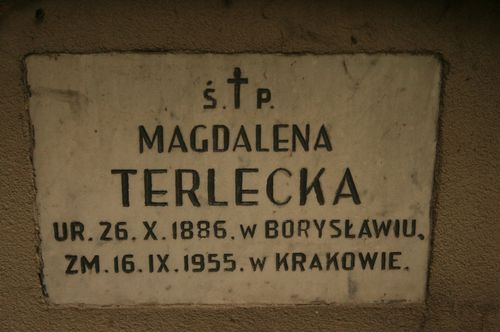 Ś.†P.
MAGDALENA
TERLECKA
UR. 26. X. 1886. W BORYSŁAWIU,
ZM. 16. IX. 1955. W KRAKOWIE.